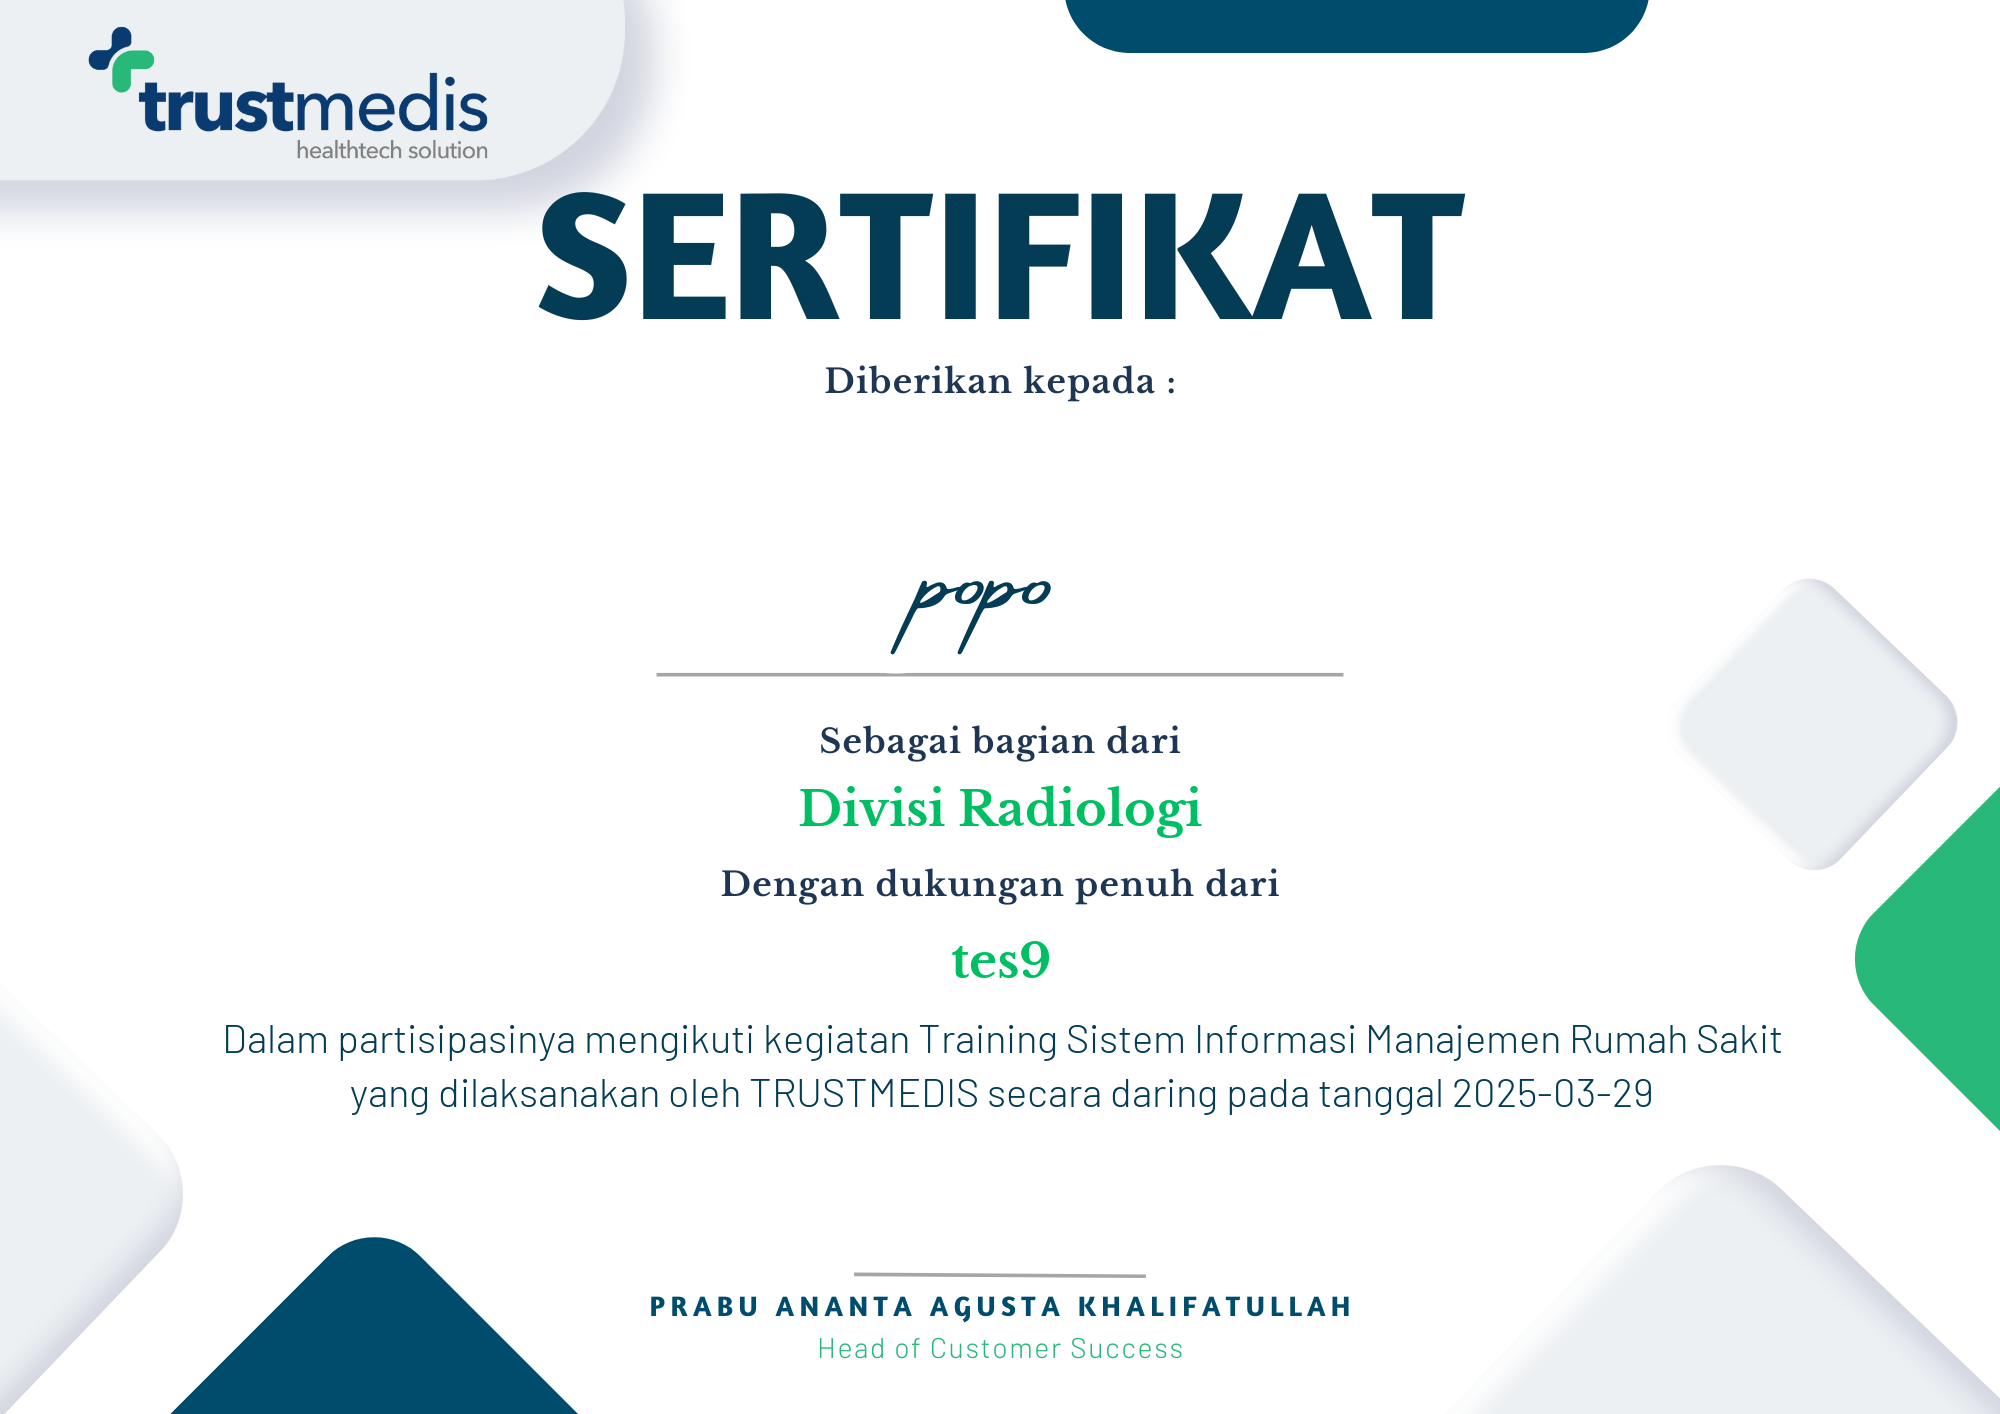 trustmedis
healthtech solution
SERTIFIKAT
Diberikan kepada :
popo
Sebagai bagian dari
Divisi Radiologi
Dengan dukungan penuh dari
tes9
Dalam partisipasinya mengikuti kegiatan Training Sistem Informasi Manajemen Rumah Sakit
yang dilaksanakan oleh TRUSTMEDIS secara daring pada tanggal 2025-03-29
PRABU ANANTA AGUSTA KHALIFATULLAH
Head of Customer Success